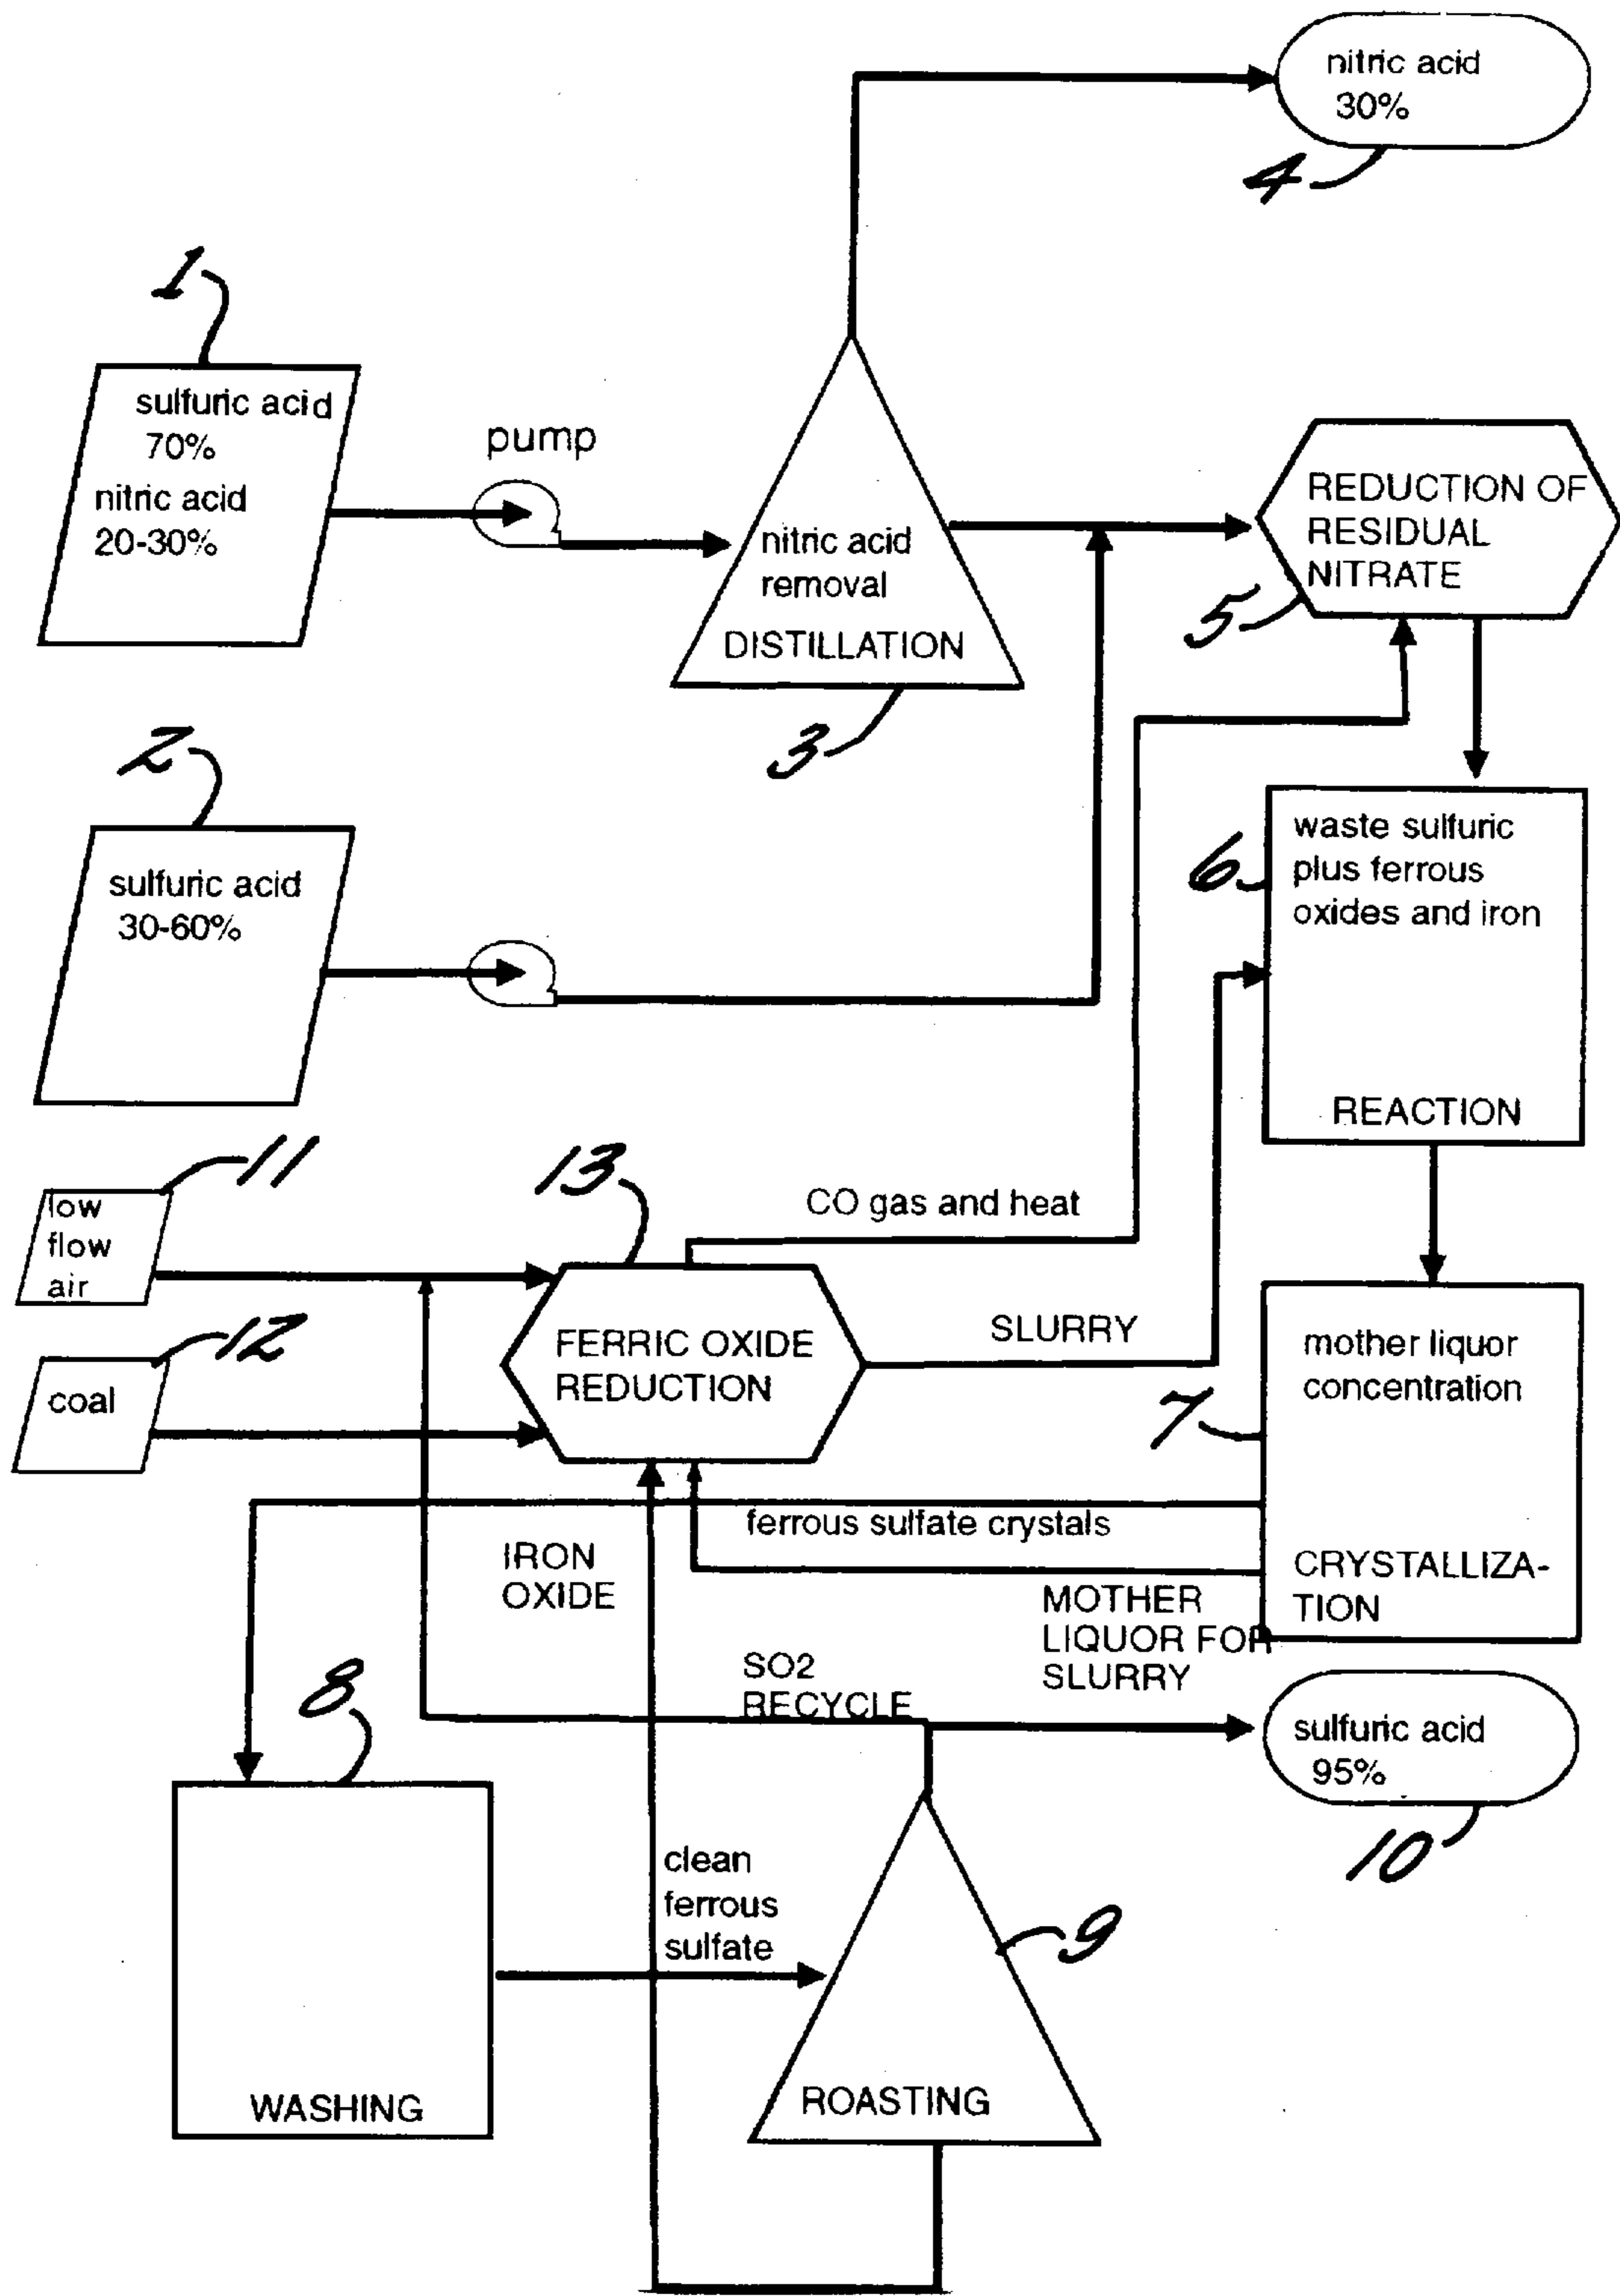 nitric acid
30%
4
1
sulfuric acid
70%
nitric acid
20-30%
pump
nitric acid
removal
DISTILLATION
3
REDUCTION OF
RESIDUAL
NITRATE
5
2
sulfuric acid
30-60%
waste sulfuric
plus ferrous
oxides and iron
REACTION
6
11
low
flow
air
12
coal
13
CO gas and heat
FERRIC OXIDE
REDUCTION
SLURRY
mother liquor
concentration
CRYSTALLIZA-
TION
7
ferrous sulfate crystals
IRON
OXIDE
MOTHER
LIQUOR FOR
SLURRY
SO2
RECYCLE
8
sulfuric acid
95%
10
clean
ferrous
sulfate
9
WASHING
ROASTING